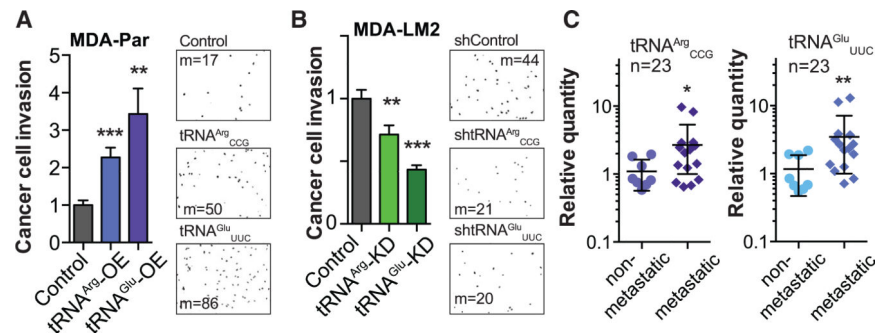 A
MDA-Par
Cancer cell invasion
5
4
3
2
1
0
***
**
Control
tRNAArg-OE
tRNAGlu-OE
Control
m=17
tRNAArgCCG
m=50
tRNAGluUUC
m=86
B
MDA-LM2
Cancer cell invasion
1
0
**
***
Control
tRNAArg-KD
tRNAGlu-KD
shControl
m=44
shtRNAArgCCG
m=21
shtRNAGluUUC
m=20
C
tRNAArgCCG
n=23
*
Relative quantity
10
1
0.1
non-
metastatic
metastatic
tRNAGluUUC
n=23
**
Relative quantity
10
1
0.1
non-
metastatic
metastatic